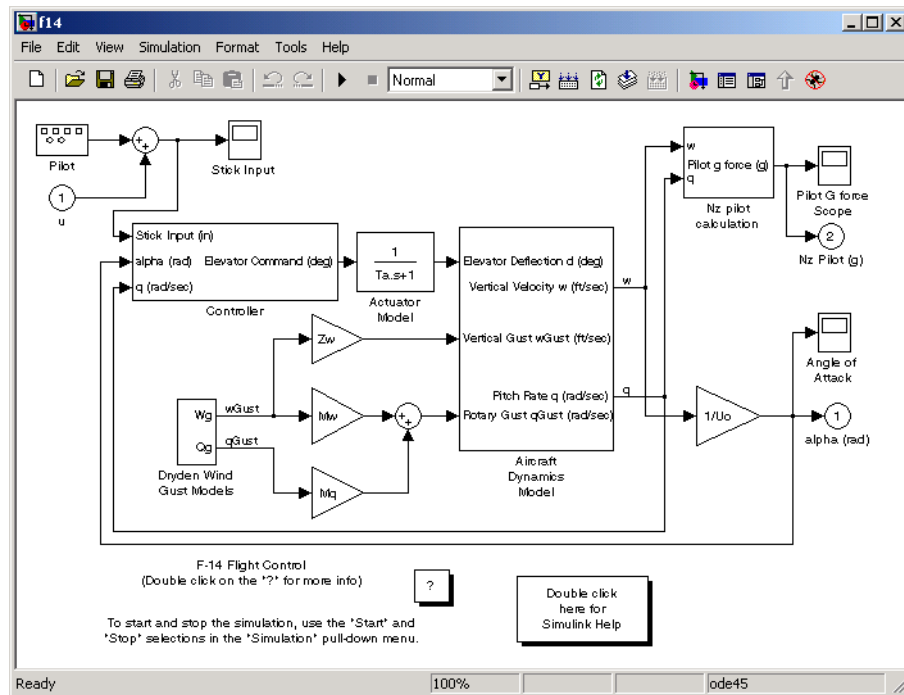 f14
File Edit View Simulation Format Tools Help
Normal
Pilot
1
u
+
+
Stick Input
Stick Input (in)
alpha (rad)
q (rad/sec)
Elevator Command (deg)
Controller
1
Ta.s+1
Actuator
Model
Elevator Deflection d (deg)
Vertical Velocity w (ft/sec)
Vertical Gust wGust (ft/sec)
Pitch Rate q (rad/sec)
Rotary Gust qGust (rad/sec)
Aircraft
Dynamics
Model
w
q
w
Pilot g force (g)
q
Nz pilot
calculation
Pilot G force
Scope
2
Nz Pilot (g)
Angle of
Attack
1/Uo
1
alpha (rad)
Zw
Mw
Mq
+
+
Wg
Qg
wGust
qGust
Dryden Wind
Gust Models
F-14 Flight Control
(Double click on the "?" for more info)
?
To start and stop the simulation, use the "Start" and
"Stop" selections in the "Simulation" pull-down menu.
Double click
here for
Simulink Help
Ready
100%
ode45